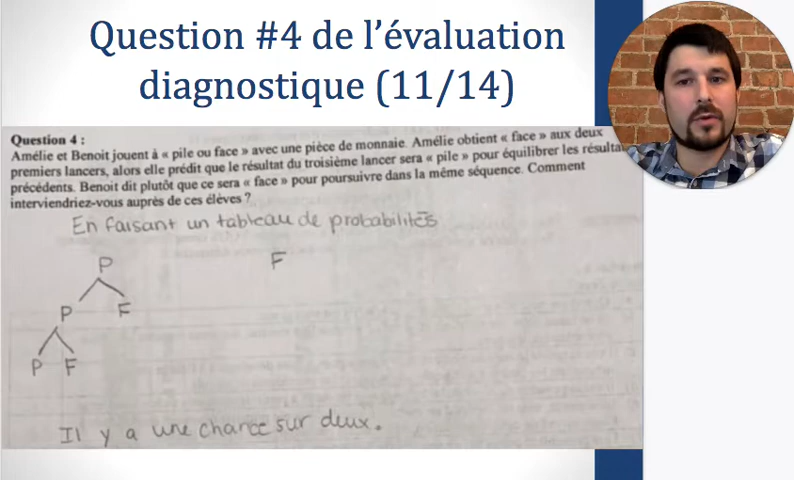 Question #4 de l’évaluation
diagnostique (11/14)
Question 4 :
Amélie et Benoit jouent à « pile ou face » avec une pièce de monnaie. Amélie obtient « face » aux deux
premiers lancers, alors elle prédit que le résultat du troisième lancer sera « pile » pour équilibrer les résulta
précédents. Benoit dit plutôt que ce sera « face » pour poursuivre dans la même séquence. Comment
interviendriez-vous auprès de ces élèves ?
En faisant un tableau de probabilités
P F
P F
P F
Il y a une chance sur deux.